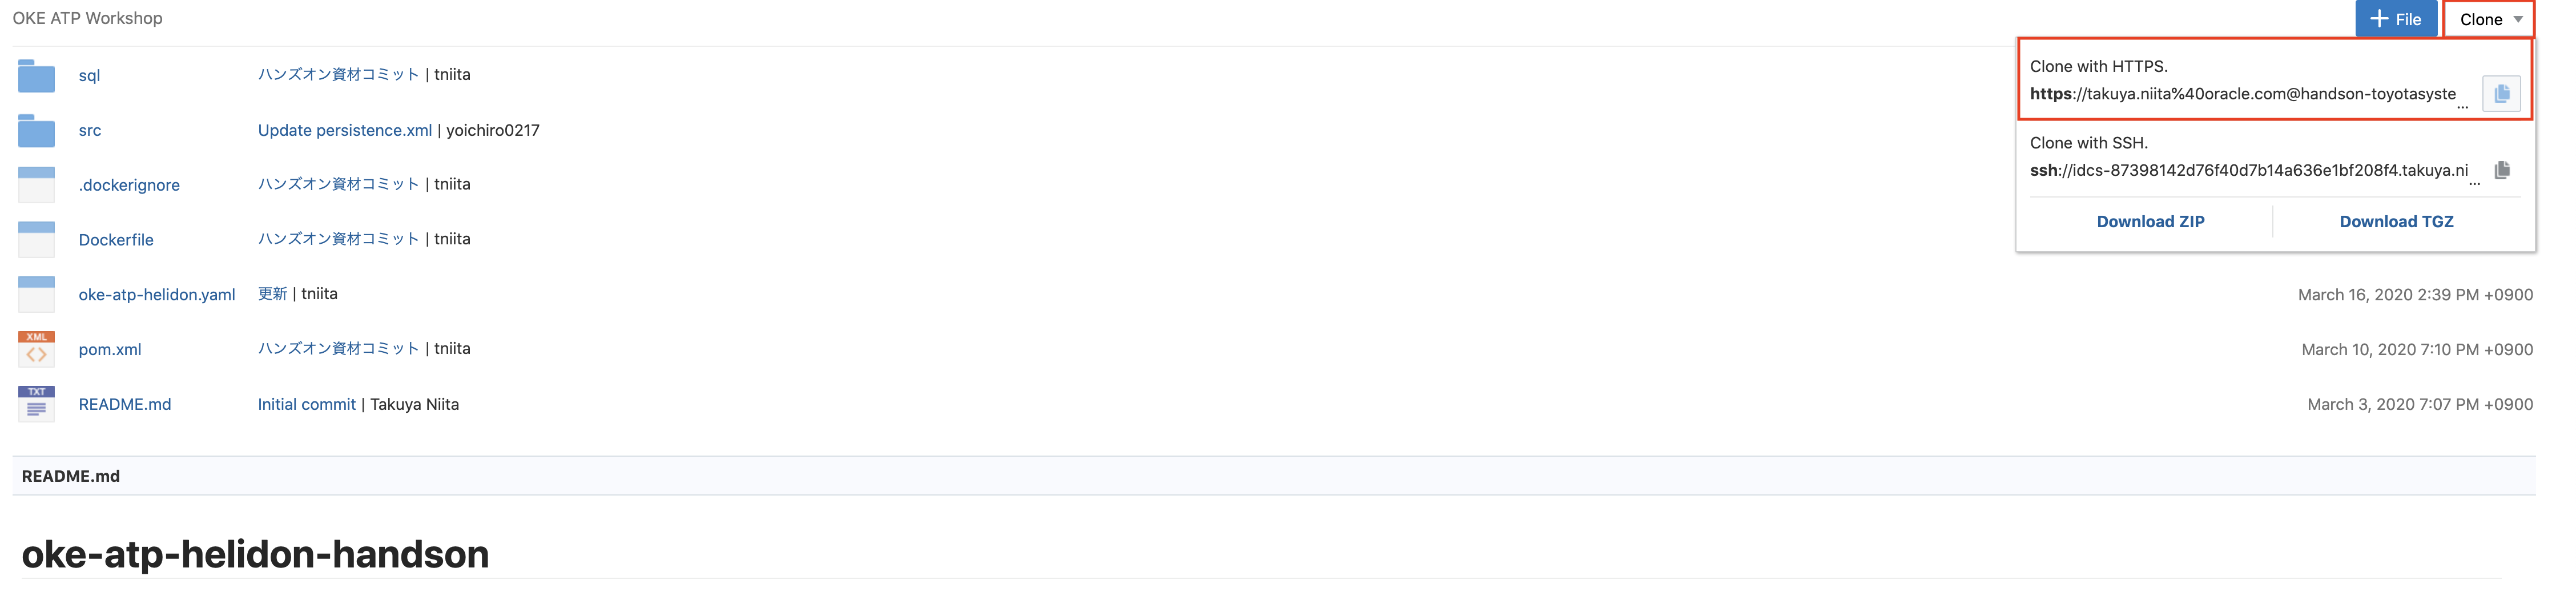 OKE ATP Workshop
+ File
Clone
Clone with HTTPS.
https://takuya.niita%40oracle.com@handson-toyotasyste...
Clone with SSH.
ssh://idcs-87398142d76f40d7b14a636e1bf208f4.takuya.ni...
Download ZIP
Download TGZ
sql ハンズオン資材コミット | tniita
src Update persistence.xml | yoichiro0217
.dockerignore ハンズオン資材コミット | tniita
Dockerfile ハンズオン資材コミット | tniita
oke-atp-helidon.yaml 更新 | tniita March 16, 2020 2:39 PM +0900
XML
pom.xml ハンズオン資材コミット | tniita March 10, 2020 7:10 PM +0900
TXT
README.md Initial commit | Takuya Niita March 3, 2020 7:07 PM +0900
README.md
oke-atp-helidon-handson